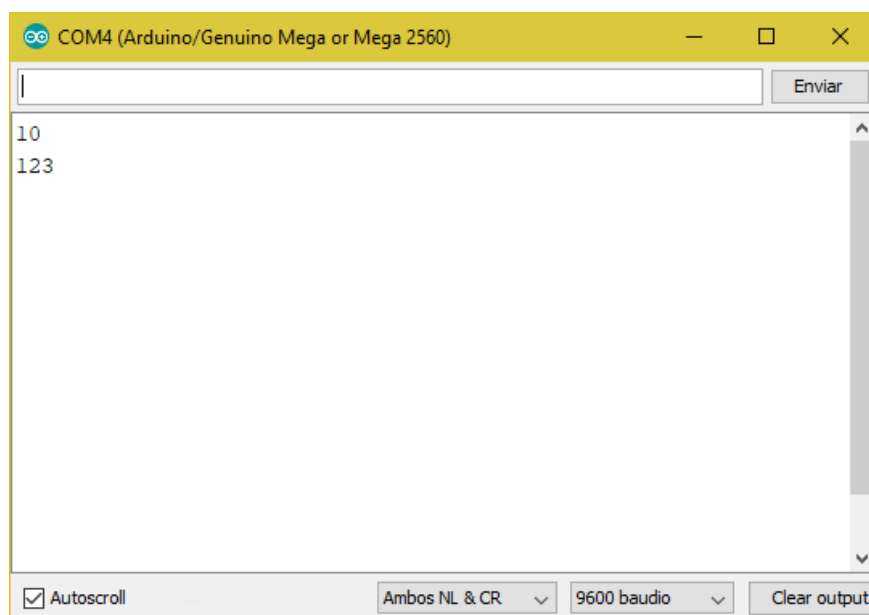 COM4 (Arduino/Genuino Mega or Mega 2560)
Enviar
10
123
Autoscroll
Ambos NL & CR
9600 baudio
Clear output